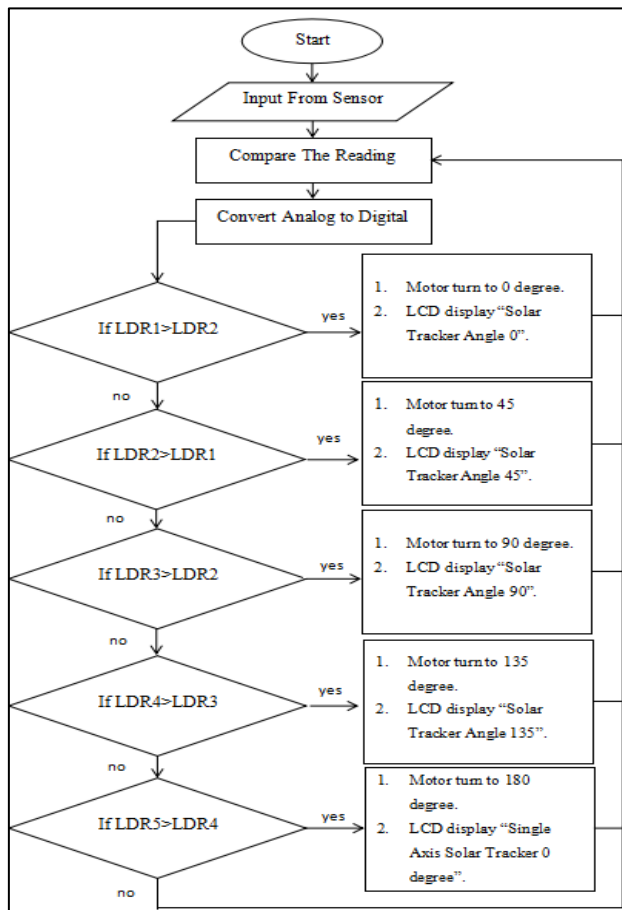 Start
Input From Sensor
Compare The Reading
Convert Analog to Digital
If LDR1>LDR2
yes
1. Motor turn to 0 degree.
2. LCD display “Solar
Tracker Angle 0”.
no
If LDR2>LDR1
yes
1. Motor turn to 45
degree.
2. LCD display “Solar
Tracker Angle 45”.
no
If LDR3>LDR2
yes
1. Motor turn to 90 degree.
2. LCD display “Solar
Tracker Angle 90”.
no
If LDR4>LDR3
yes
1. Motor turn to 135
degree.
2. LCD display “Solar
Tracker Angle 135”.
no
If LDR5>LDR4
yes
1. Motor turn to 180
degree.
2. LCD display “Single
Axis Solar Tracker 0
degree”.
no